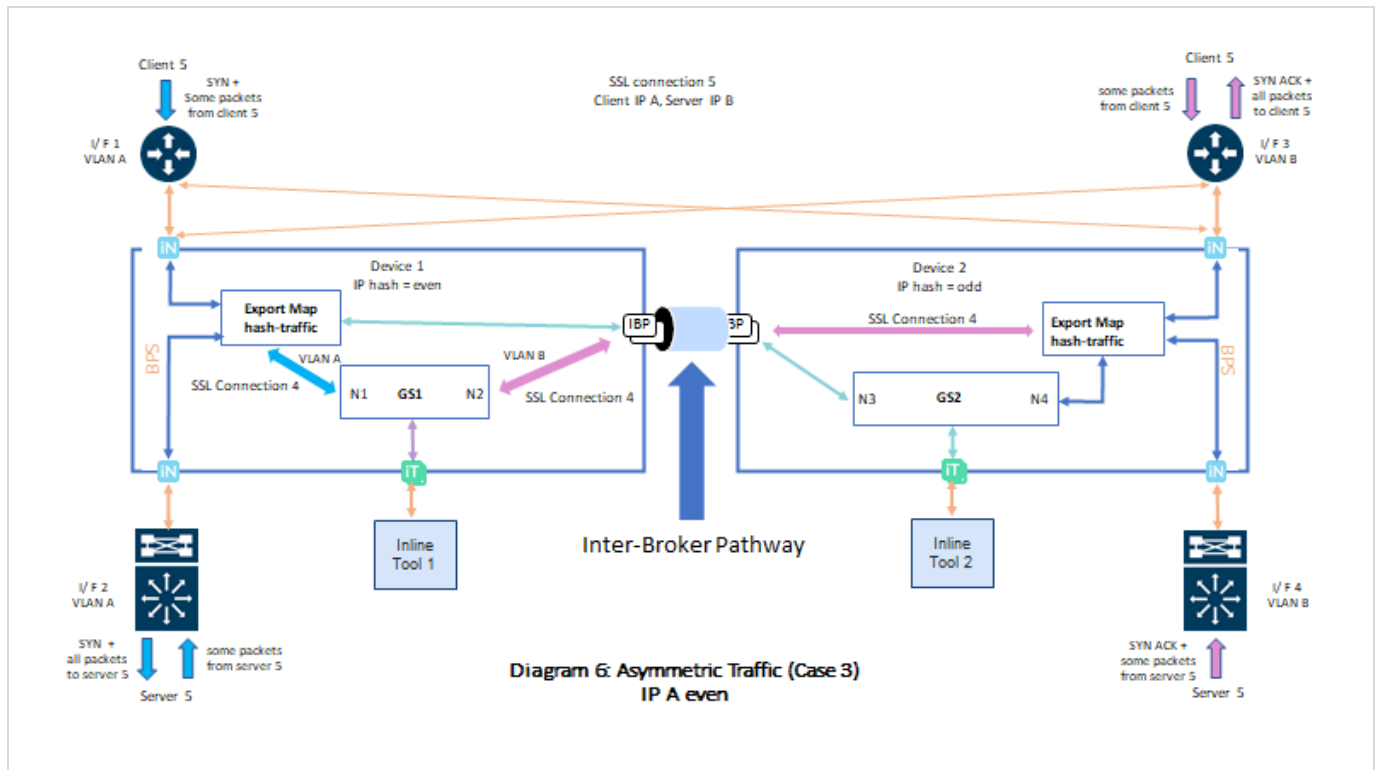 Client 5
SYN +
Some packets
from client 5
I/ F 1
VLAN A
SSL connection 5
Client IP A, Server IP B
Client 5
some packets
from client 5
SYN ACK +
all packets
to client 5
I/ F 3
VLAN B
iN
iN
Device 1
IP hash = even
Export Map
hash-traffic
BPS
VLAN A
SSL Connection 4
N1
GS1
N2
VLAN B
SSL Connection 4
IBP
BP
Device 2
IP hash = odd
SSL Connection 4
Export Map
hash-traffic
BPS
N3
GS2
N4
iN
iT
iT
iN
Inline
Tool 1
Inter-Broker Pathway
Inline
Tool 2
I/ F 2
VLAN A
I/ F 4
VLAN B
SYN +
all packets
to server 5
some packets
from server 5
Server 5
SYN ACK +
some packets
from server 5
Server 5
Diagram 6: Asymmetric Traffic (Case 3)
IP A even